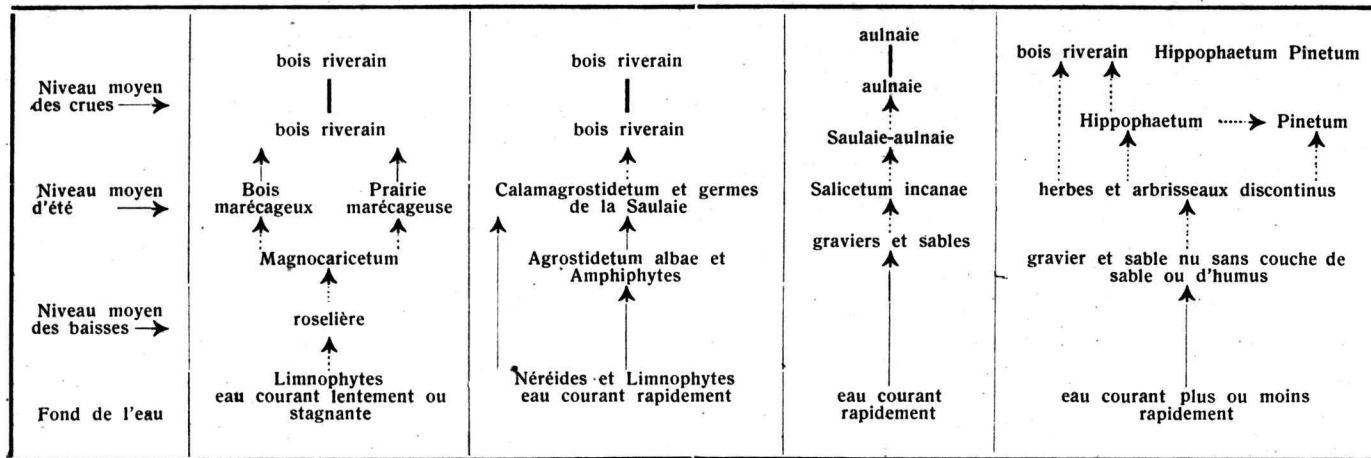 Niveau moyen
des crues
Niveau moyen
d'été
Niveau moyen
des baisses
Fond de l'eau
bois riverain
bois riverain
Bois
marécageux
Prairie
marécageuse
Magnocaricetum
roselière
Limnophytes
eau courant lentement ou
stagnante
bois riverain
bois riverain
Calamagrostidetum et germes
de la Saulaie
Agrostidetum albae et
Amphiphytes
Néréides et Limnophytes
eau courant rapidement
aulnaie
aulnaie
Saulaie-aulnaie
Salicetum incanae
graviers et sables
eau courant
rapidement
bois riverain Hippophaetum Pinetum
Hippophaetum Pinetum
herbes et arbrisseaux discontinus
gravier et sable nu sans couche de
sable ou d'humus
eau courant plus ou moins
rapidement